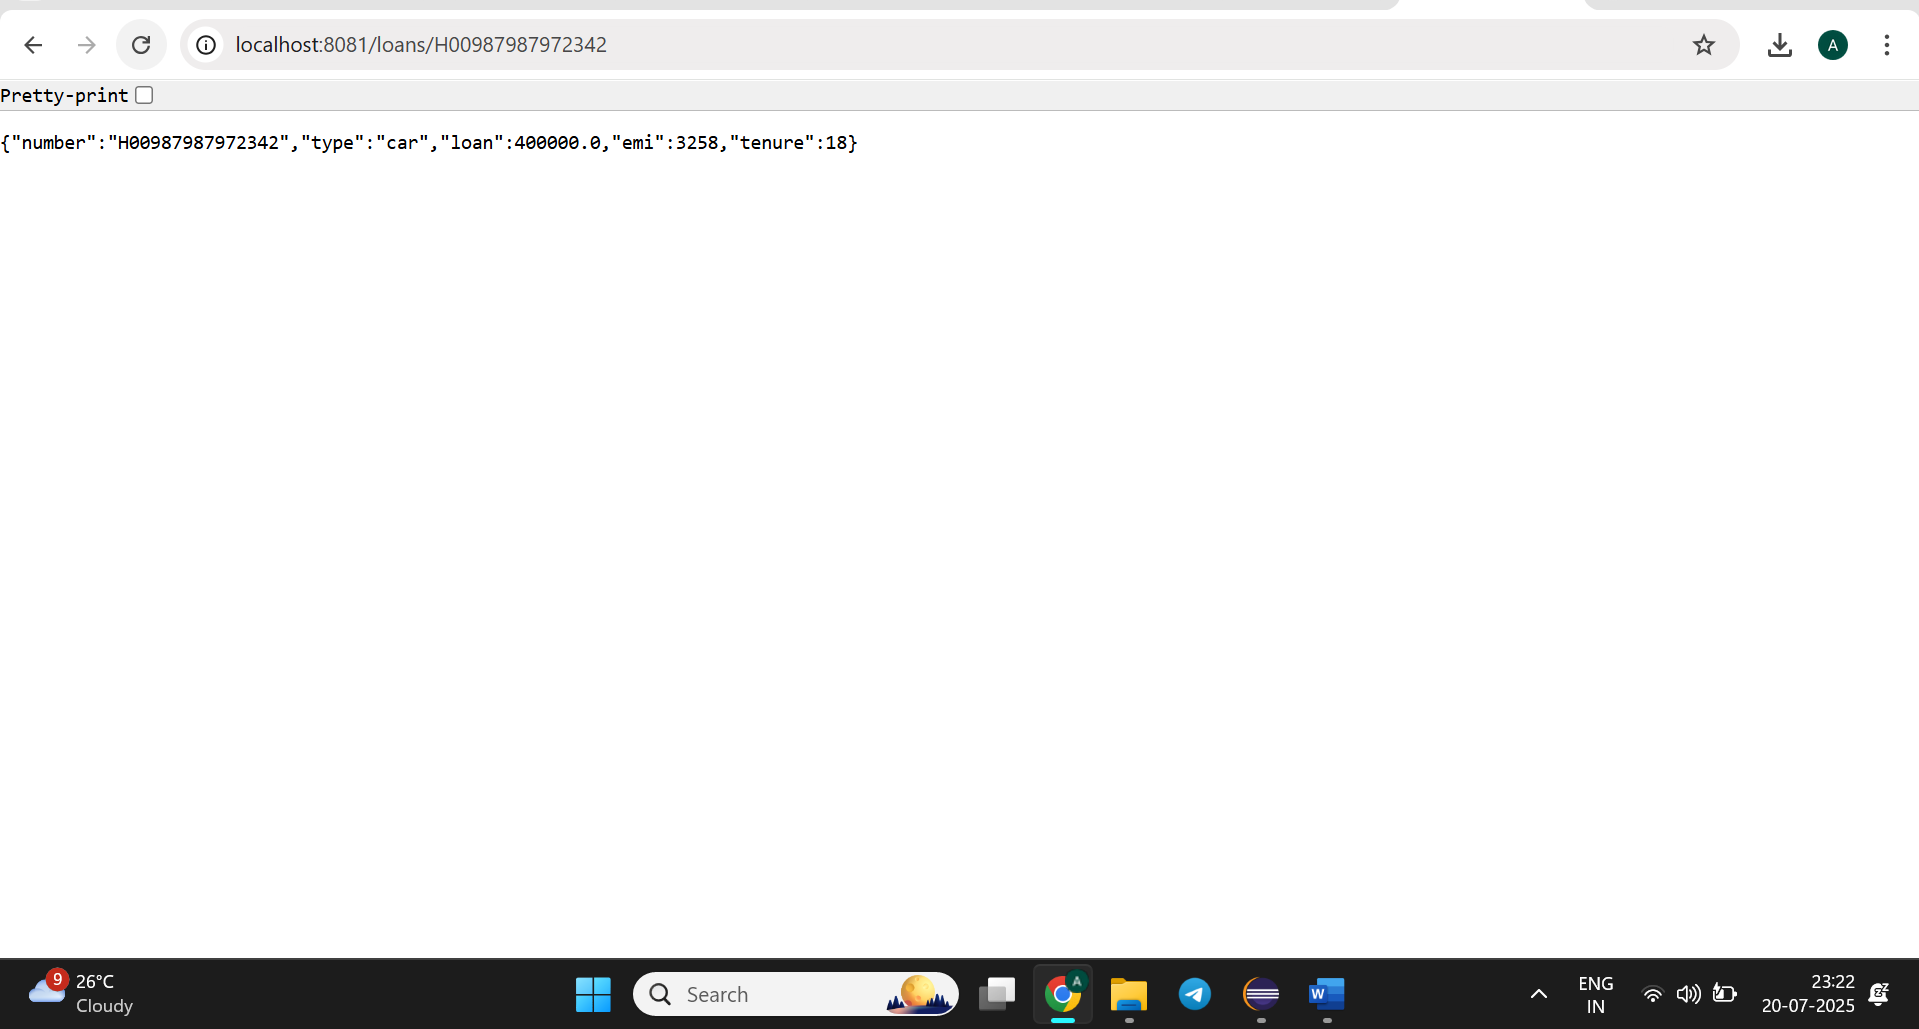 localhost:8081/loans/H00987987972342
A
Pretty-print
{"number":"H00987987972342","type":"car","loan":400000.0,"emi":3258,"tenure":18}
9
26°C
Cloudy
Search
A
W
ENG
IN
23:22
20-07-2025